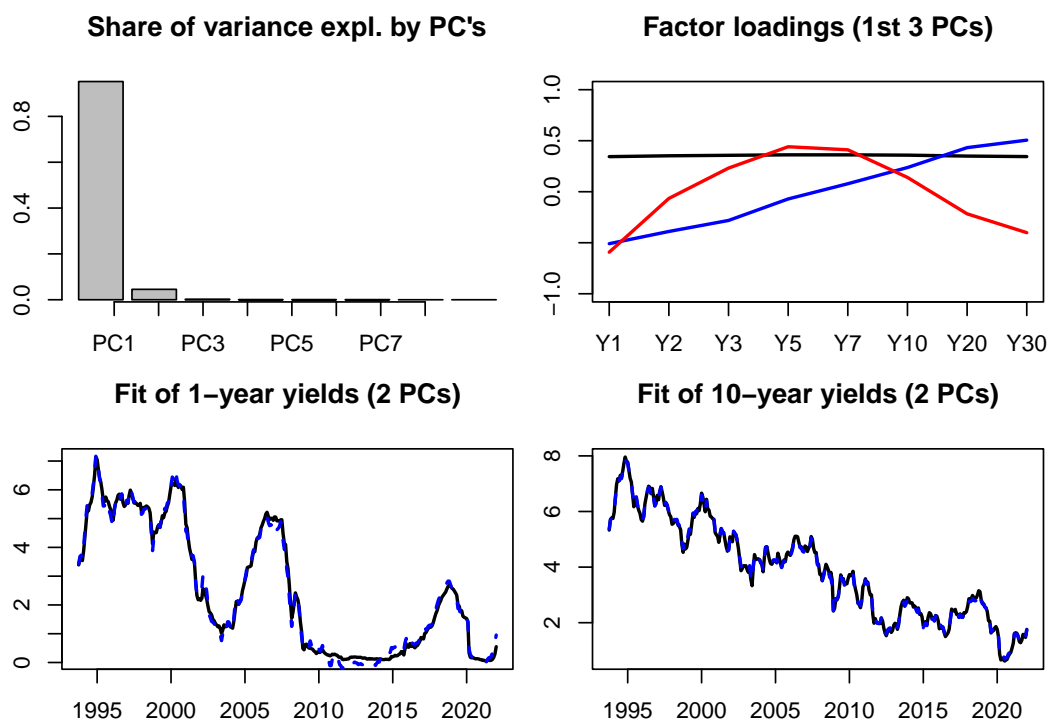 Share of variance expl. by PC's
0.0 0.4 0.8
PC1 PC3 PC5 PC7
Factor loadings (1st 3 PCs)
−1.0 0.0 0.5 1.0
Y1 Y2 Y3 Y5 Y7 Y10 Y20 Y30
Fit of 1−year yields (2 PCs)
0 2 4 6
1995 2000 2005 2010 2015 2020
Fit of 10−year yields (2 PCs)
2 4 6 8
1995 2000 2005 2010 2015 2020